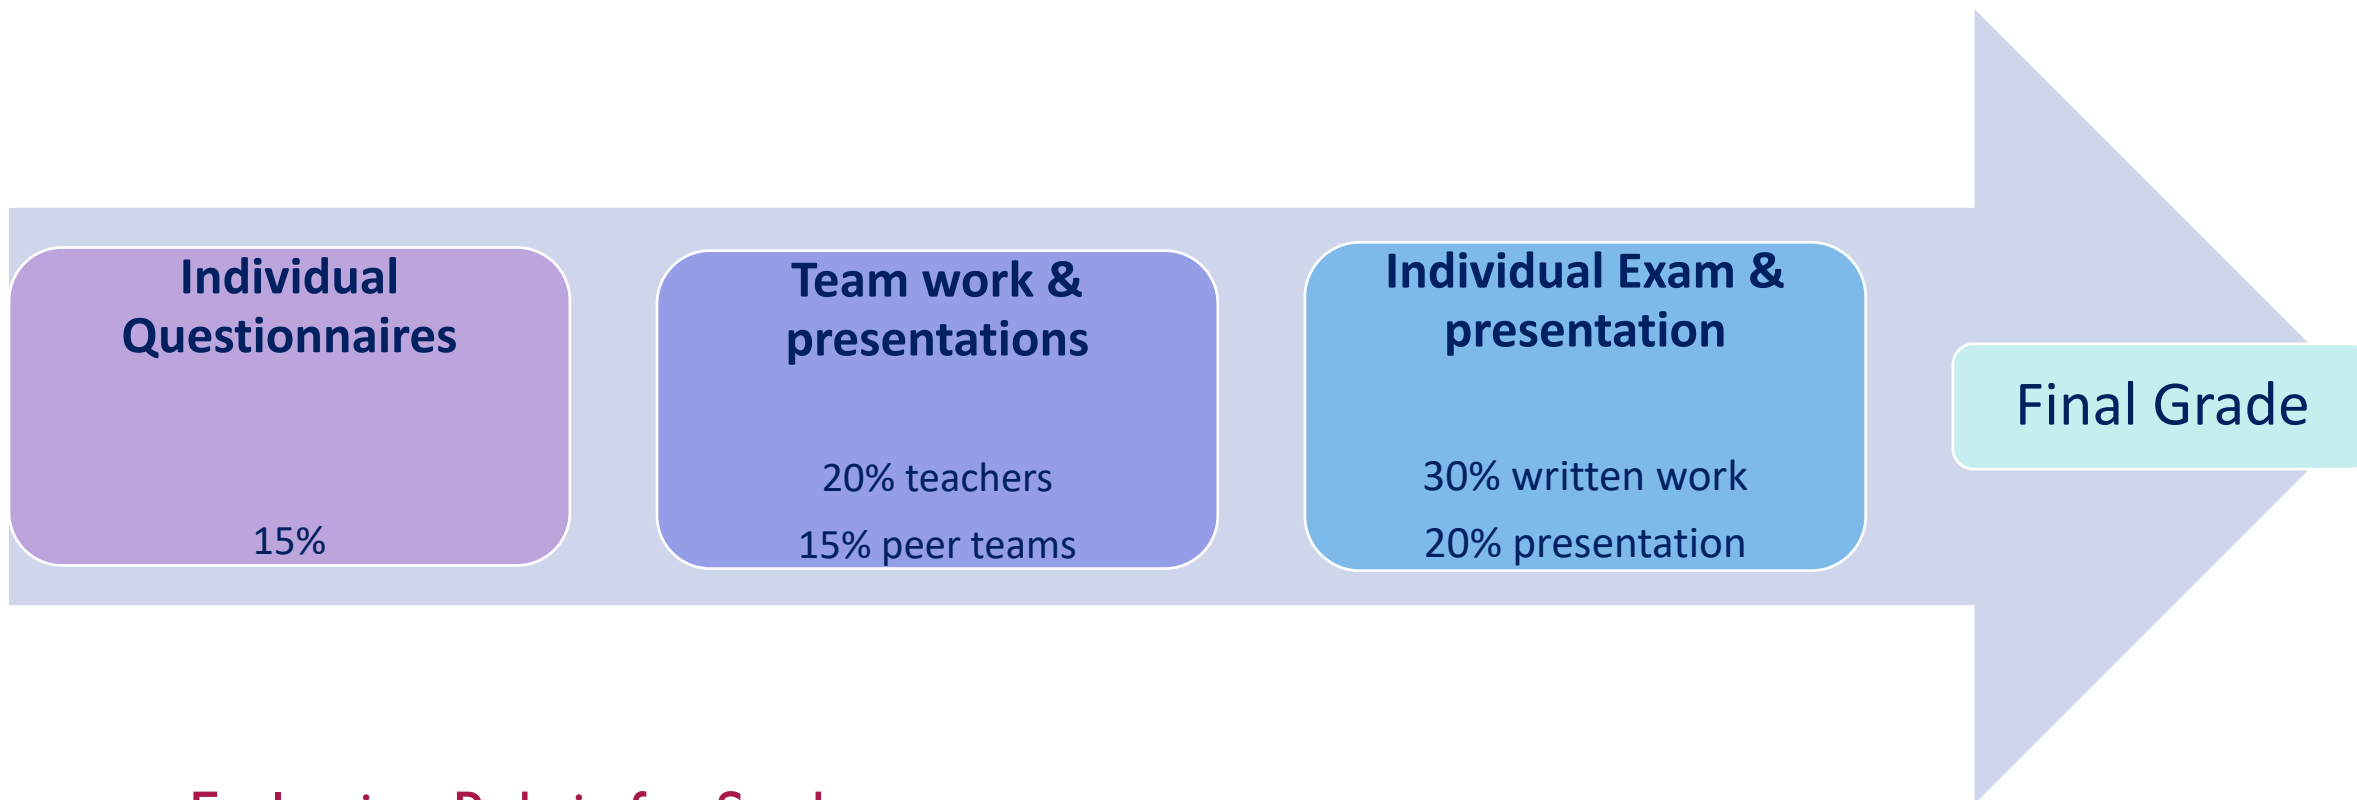 Individual
Questionnaires
15%
Team work &
presentations
20% teachers
15% peer teams
Individual Exam &
presentation
30% written work
20% presentation
Final Grade